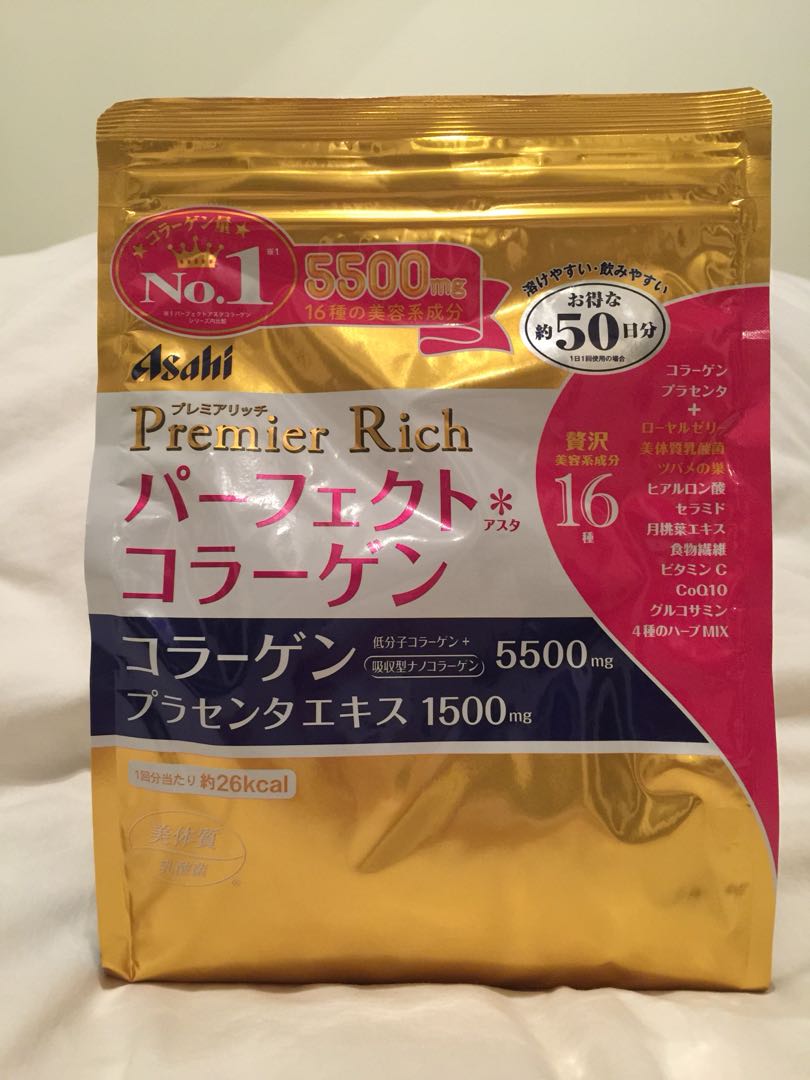 ★コラーゲン量★
No.1
※1
※1パーフェクトアスタコラーゲン
シリーズ内比較
5500mg
16種の美容系成分
溶けやすい・飲みやすい
お得な
約50日分
1日1回使用の場合
Asahi
プレミアリッチ
Premier Rich
パーフェクト*
アスタ
コラーゲン
贅沢
美容系成分
16
種
コラーゲン
プラセンタ
+
ローヤルゼリー
美体質乳酸菌
ツバメの巣
ヒアルロン酸
セラミド
月桃葉エキス
食物繊維
ビタミンC
CoQ10
グルコサミン
4種のハーブMIX
コラーゲン 低分子コラーゲン+ 5500mg
吸収型ナノコラーゲン
プラセンタエキス 1500mg
1回分当たり 約26kcal
美体質
乳酸菌
®